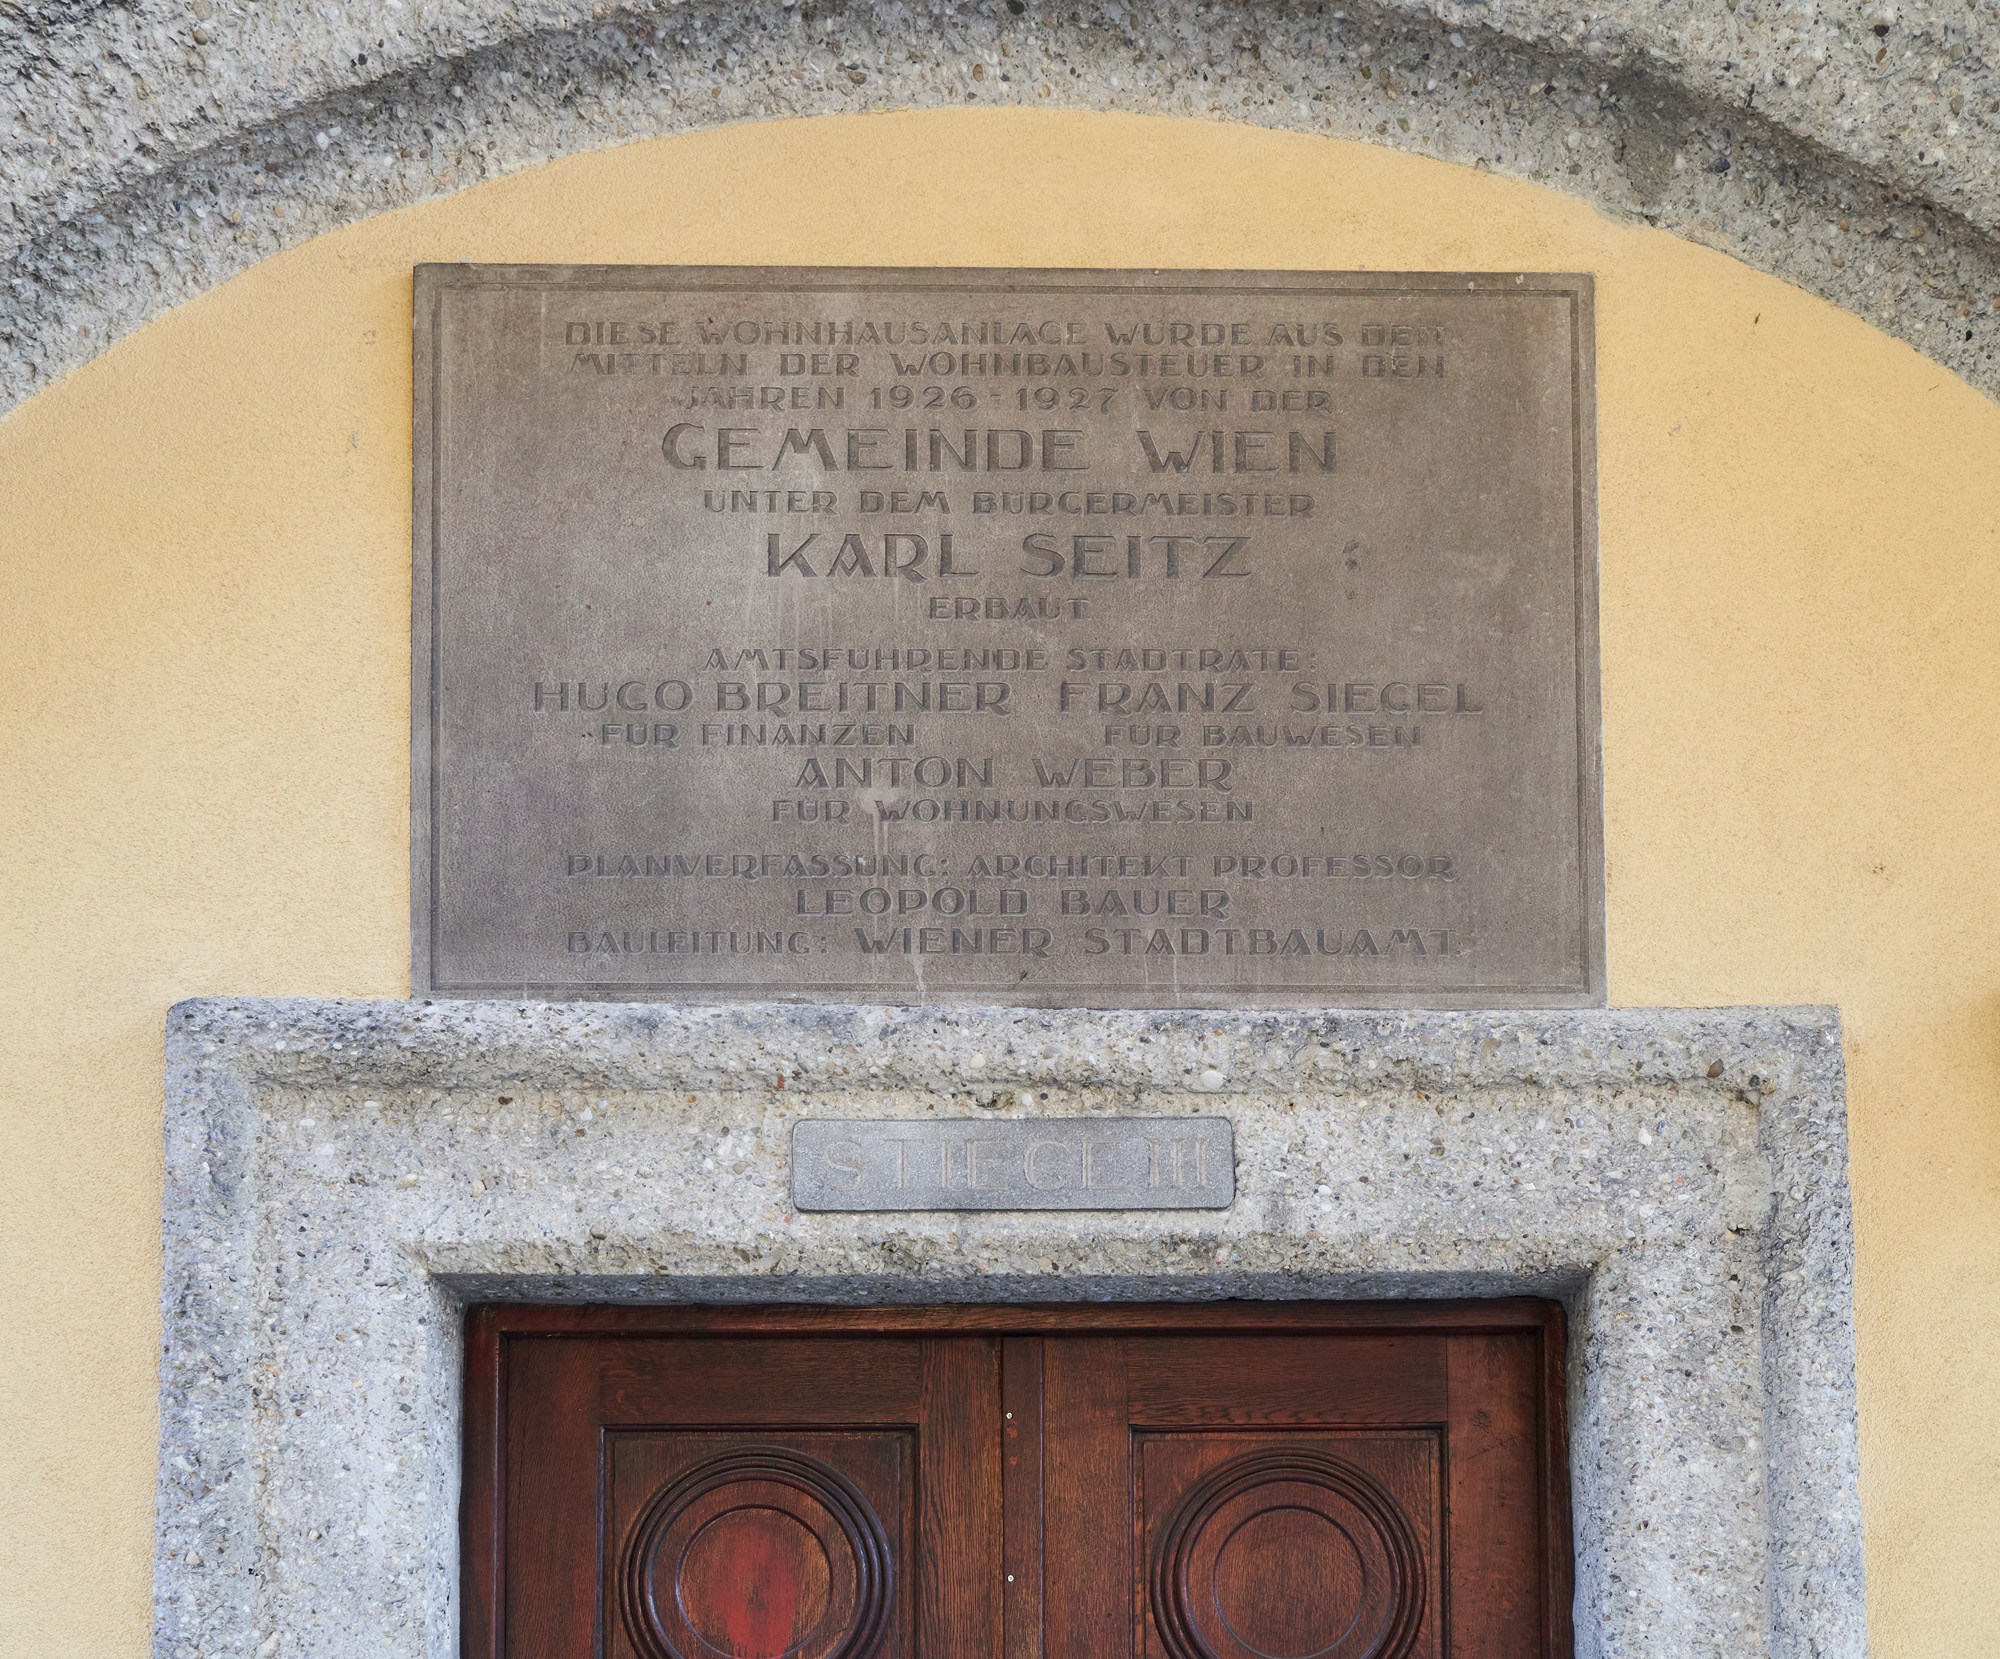 DIESE WOHNHAUSANLAGE WURDE AUS DEN
MITTELN DER WOHNBAUSTEUER IN DEN
JAHREN 1926-1927 VON DER
GEMEINDE WIEN
UNTER DEM BÜRGERMEISTER
KARL SEITZ
ERBAUT
AMTSFÜHRENDE STADTRÄTE:
HUGO BREITNER FRANZ SIEGEL
FÜR FINANZEN FÜR BAUWESEN
ANTON WEBER
FÜR WOHNUNGSWESEN
PLANVERFASSUNG: ARCHITEKT PROFESSOR
LEOPOLD BAUER
BAULEITUNG: WIENER STADTBAUAMT.
STIEGE III